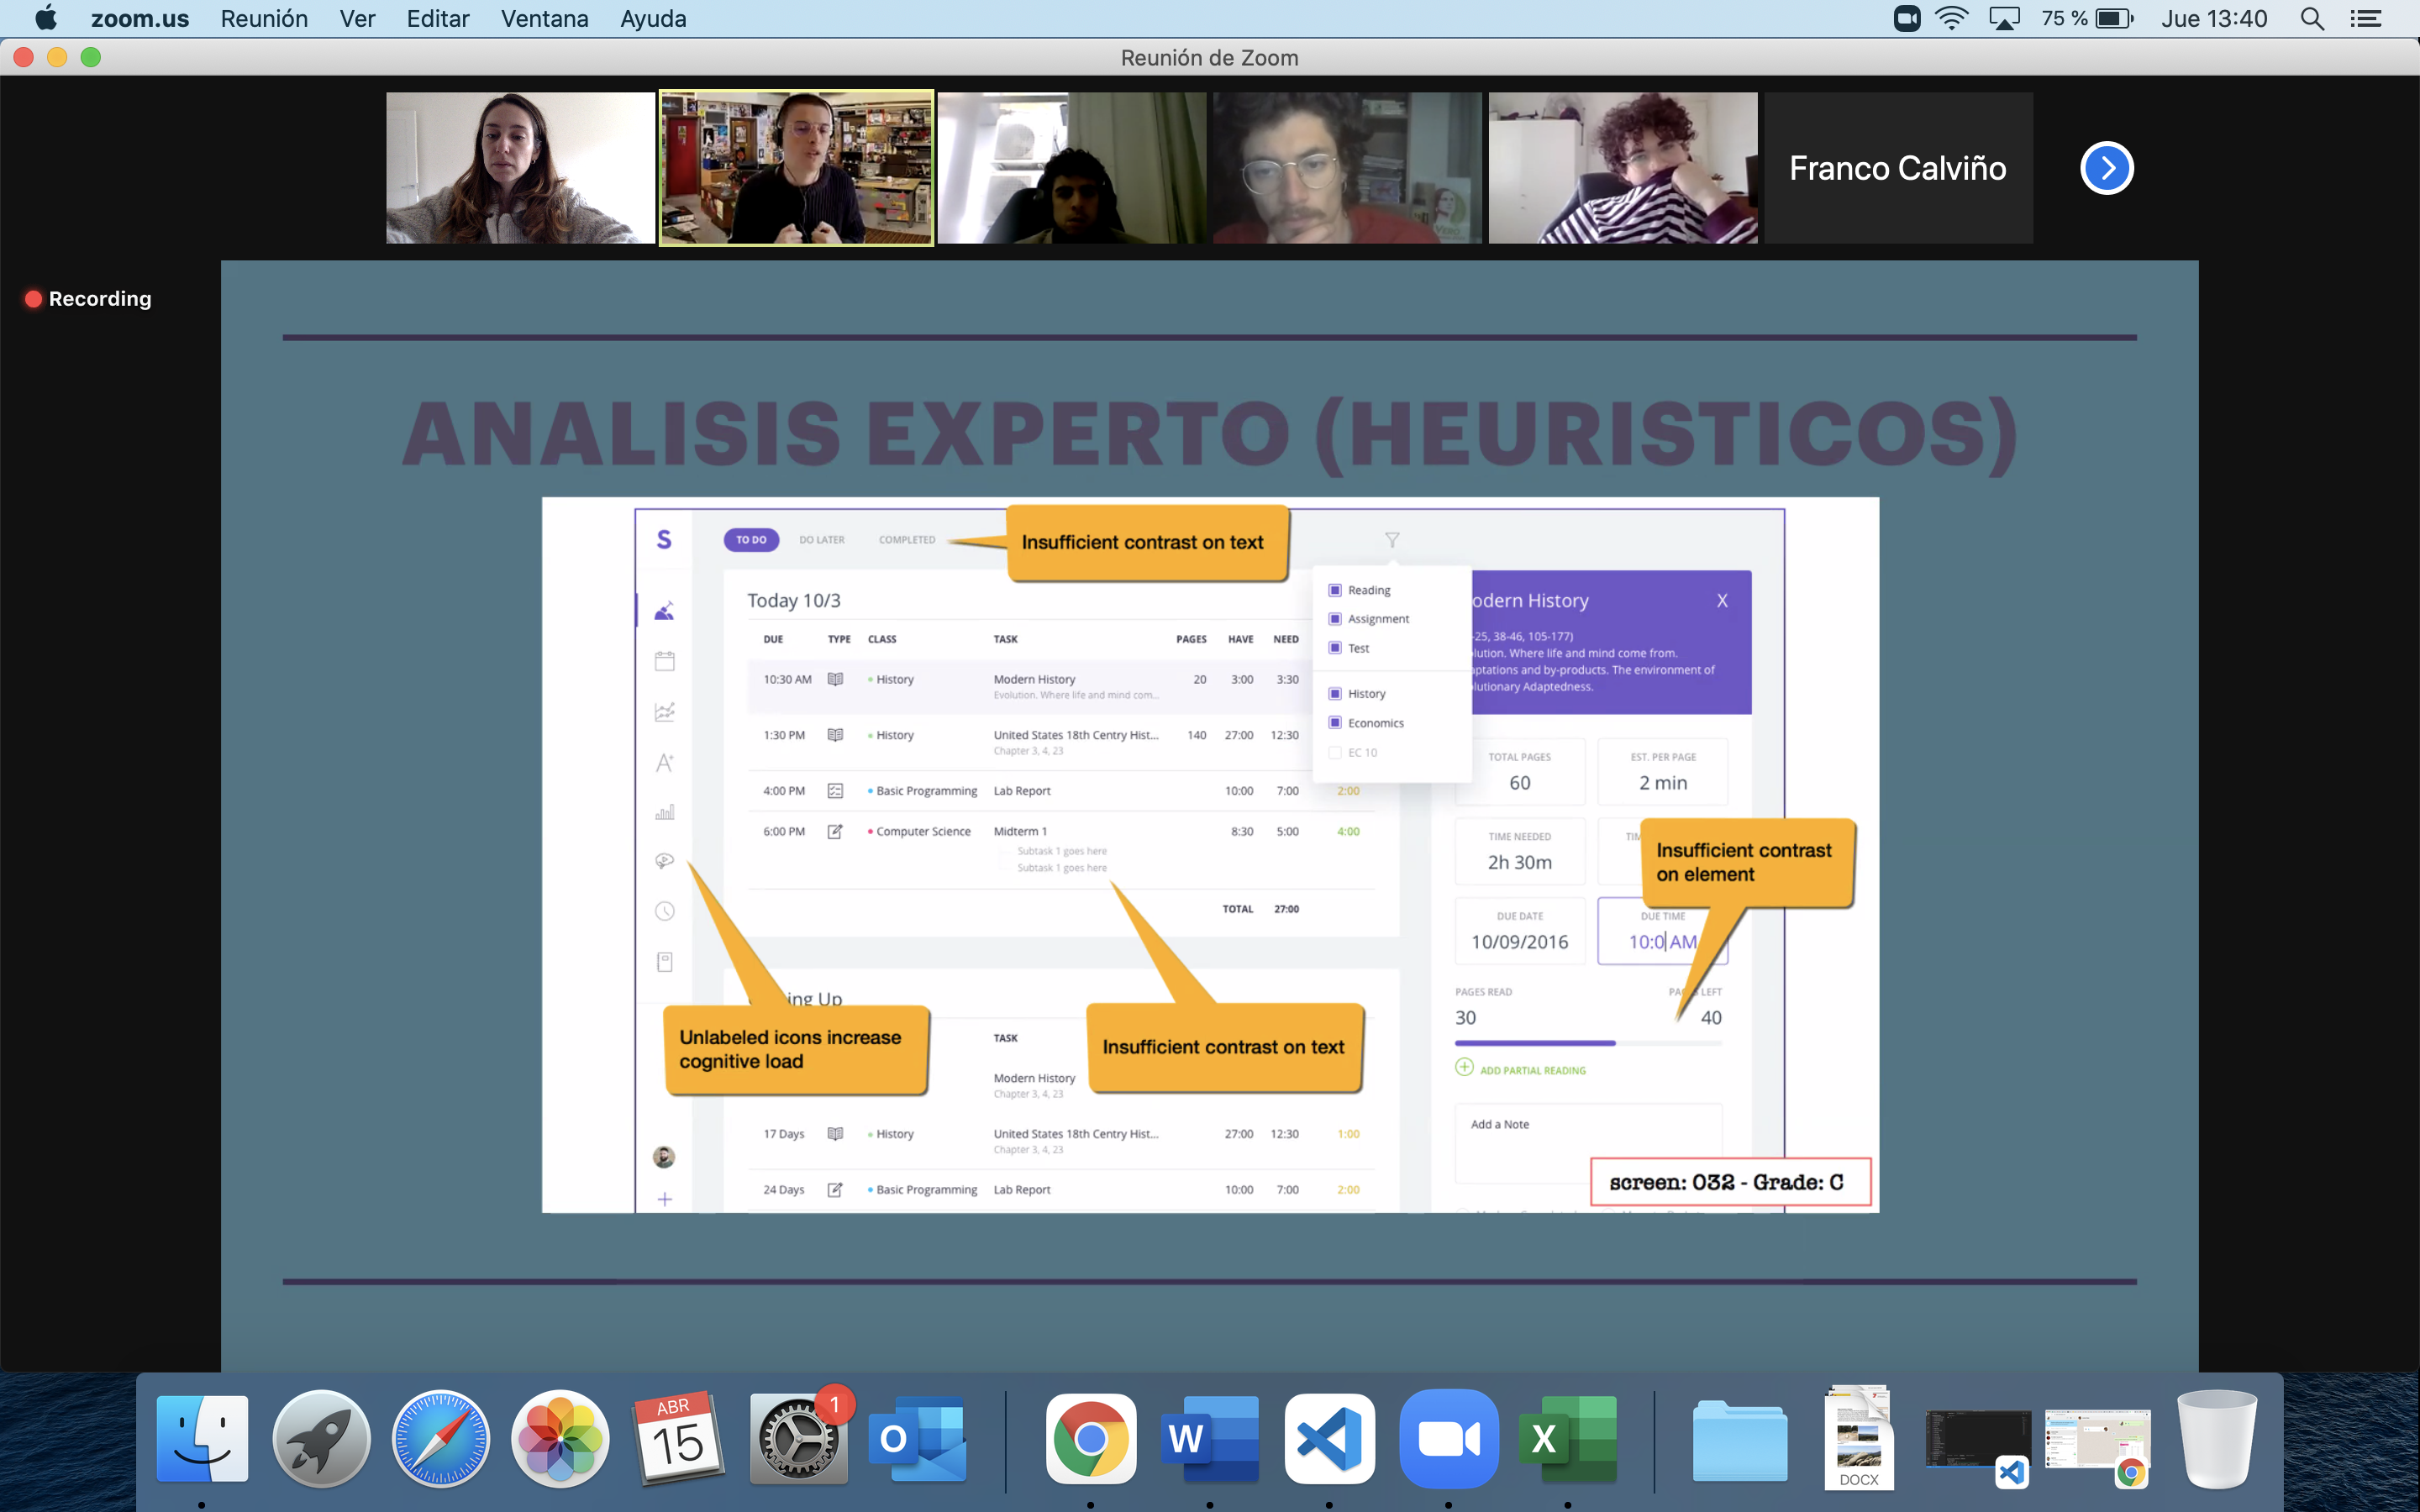 zoom.us Reunión Ver Editar Ventana Ayuda 75 % Jue 13:40
Reunión de Zoom
VERO
Franco Calviño
Recording
ANALISIS EXPERTO (HEURISTICOS)
S TO DO DO LATER COMPLETED
Insufficient contrast on text
Today 10/3
DUE TYPE CLASS TASK PAGES HAVE NEED
10:30 AM History Modern History 20 3:00 3:30
Evolution. Where life and mind com...
1:30 PM History United States 18th Centry Hist... 140 27:00 12:30
Chapter 3, 4, 23
4:00 PM Basic Programming Lab Report 10:00 7:00 2:00
6:00 PM Computer Science Midterm 1 8:30 5:00 4:00
Subtask 1 goes here
Subtask 1 goes here
TOTAL 27:00
Reading
Assignment
Test
History
Economics
EC 10
odern History X
-25, 38-46, 105-177)
lution. Where life and mind come from.
aptations and by-products. The environment of
lutionary Adaptedness.
TOTAL PAGES EST. PER PAGE
60 2 min
TIME NEEDED TIM
2h 30m
Insufficient contrast
on element
DUE DATE DUE TIME
10/09/2016 10:0 AM
PAGES READ PA S LEFT
30 40
ADD PARTIAL READING
Add a Note
ing Up
Unlabeled icons increase
cognitive load
Insufficient contrast on text
TASK
Modern History
Chapter 3, 4, 23
17 Days History United States 18th Centry Hist... 27:00 12:30 1:00
Chapter 3, 4, 23
24 Days Basic Programming Lab Report 10:00 7:00 2:00
screen: 032 - Grade: C
ABR
15
1
O
W
X
DOCX